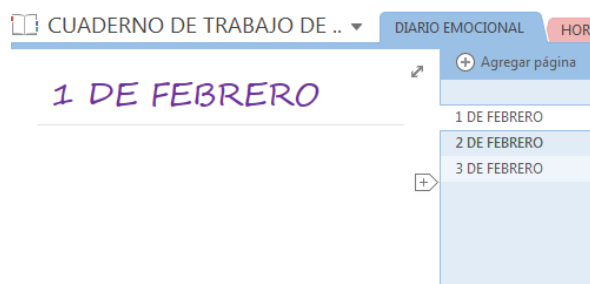 CUADERNO DE TRABAJO DE ..
DIARIO EMOCIONAL
HOR
Agregar página
1 DE FEBRERO
1 DE FEBRERO
2 DE FEBRERO
3 DE FEBRERO